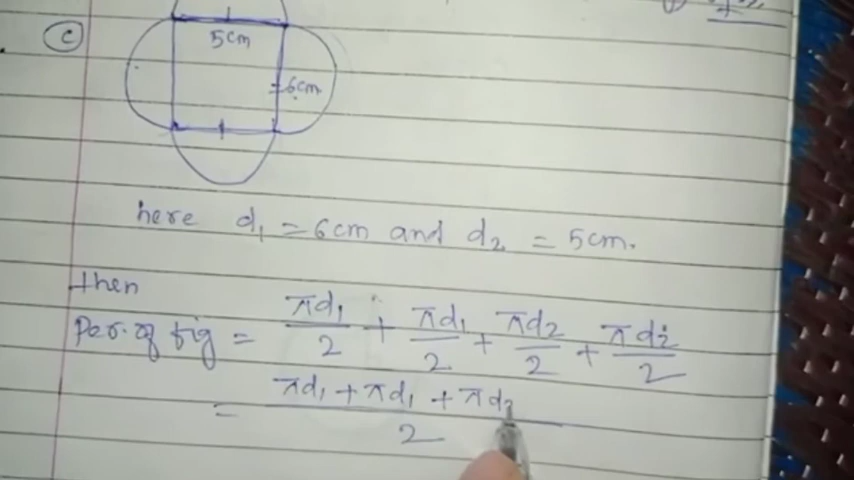 c
5cm
6cm
here d₁ = 6cm and d₂ = 5cm.
then
Per. of fig = πd₁/2 + πd₁/2 + πd₂/2 + πd₂/2
= πd₁ + πd₁ + πd₂/2